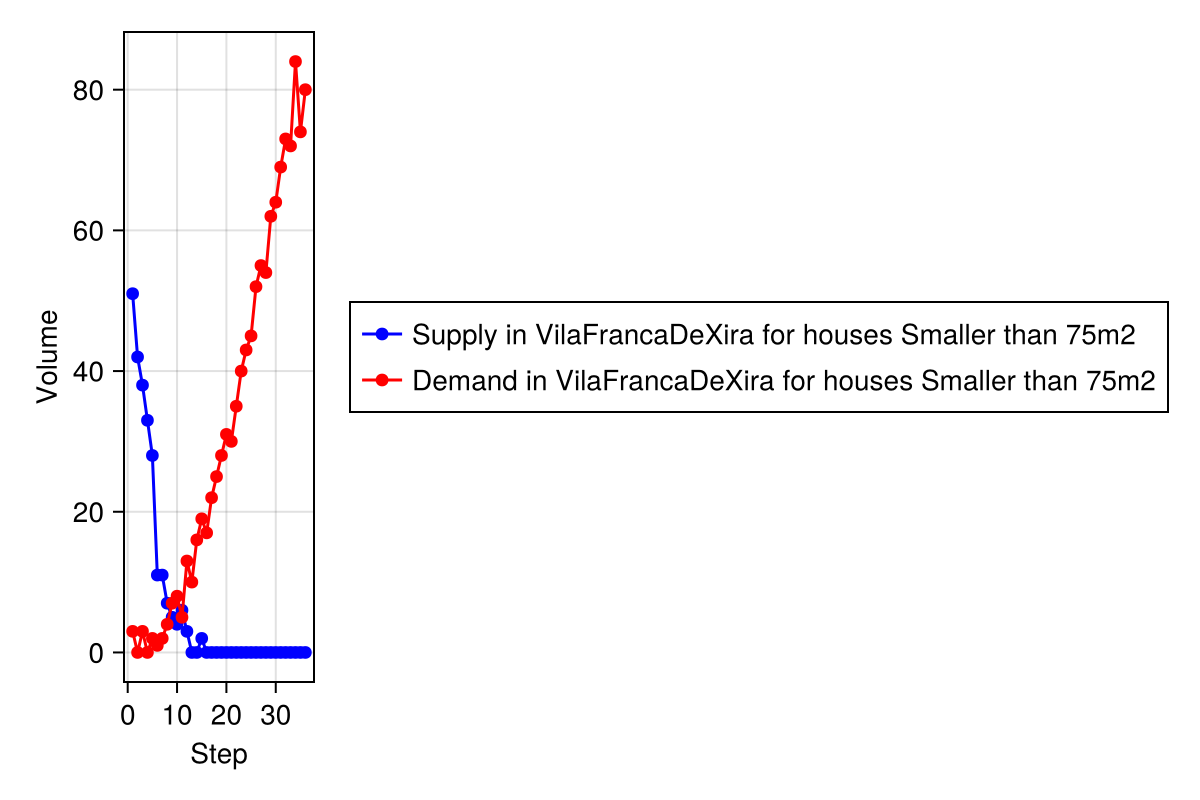 80
60
40
20
0
Volume
0 10 20 30
Step
Supply in VilaFrancaDeXira for houses Smaller than 75m2
Demand in VilaFrancaDeXira for houses Smaller than 75m2